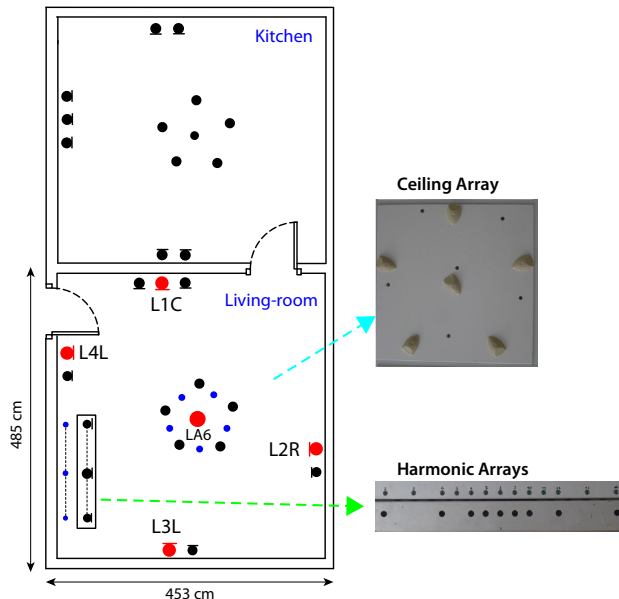 Kitchen
Ceiling Array
L1C
Living-room
L4L
LA6
L2R
485 cm
Harmonic Arrays
L3L
453 cm